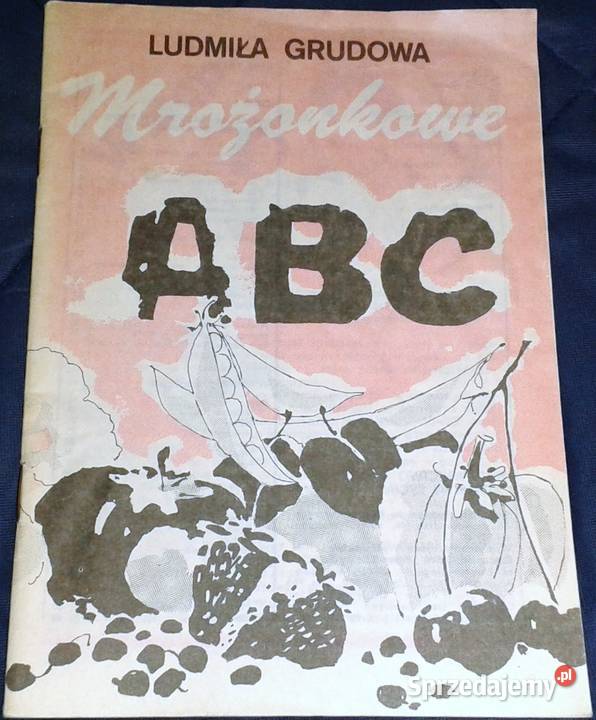 LUDMIŁA GRUDOWA
Mrożonkowe
ABC
Sprzedajemy.pl